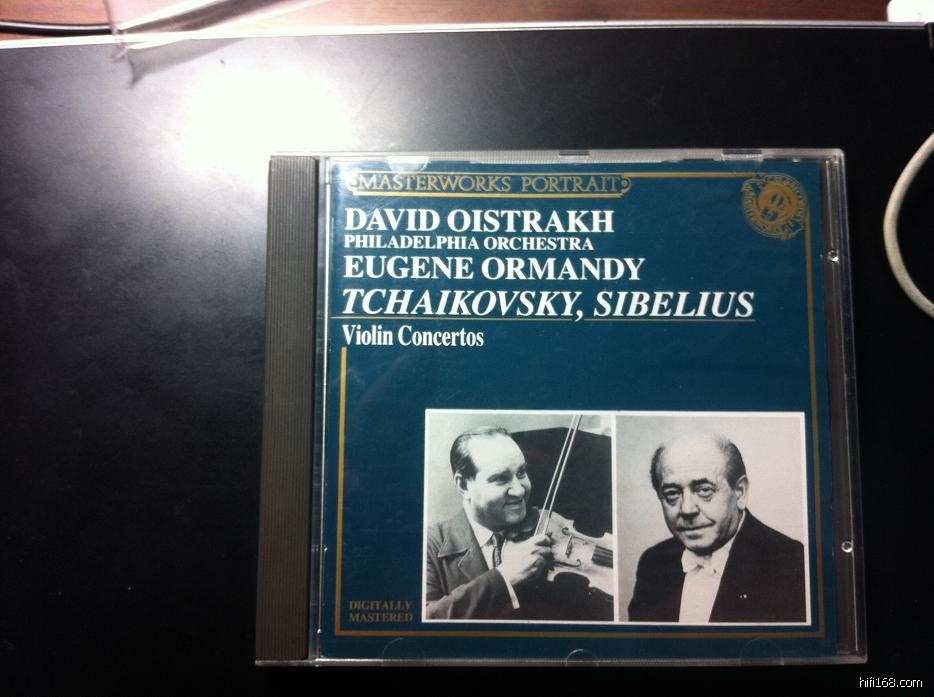 MASTERWORKS PORTRAIT
DAVID OISTRAKH
PHILADELPHIA ORCHESTRA
EUGENE ORMANDY
TCHAIKOVSKY, SIBELIUS
Violin Concertos
DIGITALLY
MASTERED
hifi168.com